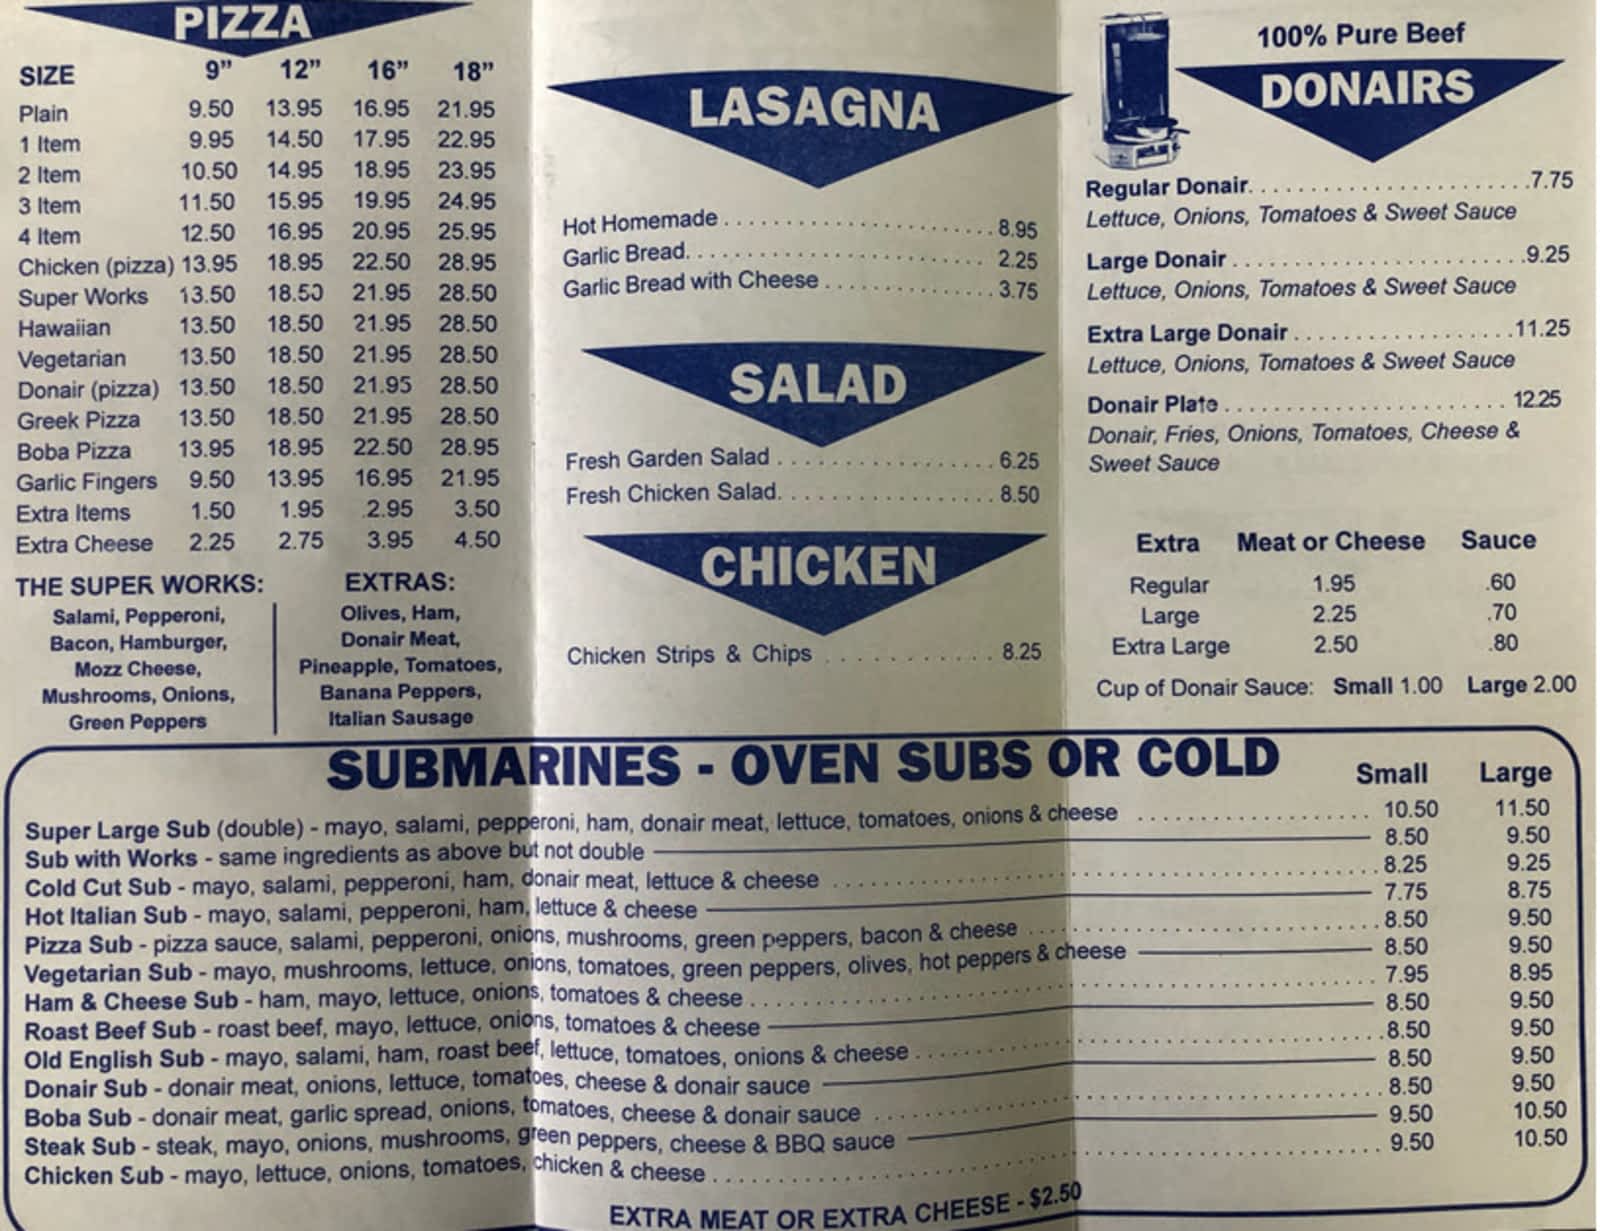 PIZZA
SIZE 9" 12" 16" 18"
Plain 9.50 13.95 16.95 21.95
1 Item 9.95 14.50 17.95 22.95
2 Item 10.50 14.95 18.95 23.95
3 Item 11.50 15.95 19.95 24.95
4 Item 12.50 16.95 20.95 25.95
Chicken (pizza) 13.95 18.95 22.50 28.95
Super Works 13.50 18.50 21.95 28.50
Hawaiian 13.50 18.50 21.95 28.50
Vegetarian 13.50 18.50 21.95 28.50
Donair (pizza) 13.50 18.50 21.95 28.50
Greek Pizza 13.50 18.50 21.95 28.50
Boba Pizza 13.95 18.95 22.50 28.95
Garlic Fingers 9.50 13.95 16.95 21.95
Extra Items 1.50 1.95 2.95 3.50
Extra Cheese 2.25 2.75 3.95 4.50
THE SUPER WORKS:
Salami, Pepperoni,
Bacon, Hamburger,
Mozz Cheese,
Mushrooms, Onions,
Green Peppers
EXTRAS:
Olives, Ham,
Donair Meat,
Pineapple, Tomatoes,
Banana Peppers,
Italian Sausage
LASAGNA
Hot Homemade 8.95
Garlic Bread 2.25
Garlic Bread with Cheese 3.75
SALAD
Fresh Garden Salad 6.25
Fresh Chicken Salad 8.50
CHICKEN
Chicken Strips & Chips 8.25
100% Pure Beef
DONAIRS
Regular Donair 7.75
Lettuce, Onions, Tomatoes & Sweet Sauce
Large Donair 9.25
Lettuce, Onions, Tomatoes & Sweet Sauce
Extra Large Donair 11.25
Lettuce, Onions, Tomatoes & Sweet Sauce
Donair Plate 12.25
Donair, Fries, Onions, Tomatoes, Cheese &
Sweet Sauce
Extra Meat or Cheese Sauce
Regular 1.95 .60
Large 2.25 .70
Extra Large 2.50 .80
Cup of Donair Sauce: Small 1.00 Large 2.00
SUBMARINES - OVEN SUBS OR COLD Small Large
Super Large Sub (double) - mayo, salami, pepperoni, ham, donair meat, lettuce, tomatoes, onions & cheese 10.50 11.50
Sub with Works - same ingredients as above but not double 8.50 9.50
Cold Cut Sub - mayo, salami, pepperoni, ham, donair meat, lettuce & cheese 8.25 9.25
Hot Italian Sub - mayo, salami, pepperoni, ham, lettuce & cheese 7.75 8.75
Pizza Sub - pizza sauce, salami, pepperoni, onions, mushrooms, green peppers, bacon & cheese 8.50 9.50
Vegetarian Sub - mayo, mushrooms, lettuce, onions, tomatoes, green peppers, olives, hot peppers & cheese 8.50 9.50
Ham & Cheese Sub - ham, mayo, lettuce, onions, tomatoes & cheese 7.95 8.95
Roast Beef Sub - roast beef, mayo, lettuce, onions, tomatoes & cheese 8.50 9.50
Old English Sub - mayo, salami, ham, roast beef, lettuce, tomatoes, onions & cheese 8.50 9.50
Donair Sub - donair meat, onions, lettuce, tomatoes, cheese & donair sauce 8.50 9.50
Boba Sub - donair meat, garlic spread, onions, tomatoes, cheese & donair sauce 8.50 9.50
Steak Sub - steak, mayo, onions, mushrooms, green peppers, cheese & BBQ sauce 9.50 10.50
Chicken Sub - mayo, lettuce, onions, tomatoes, chicken & cheese 9.50 10.50
EXTRA MEAT OR EXTRA CHEESE - $2.50